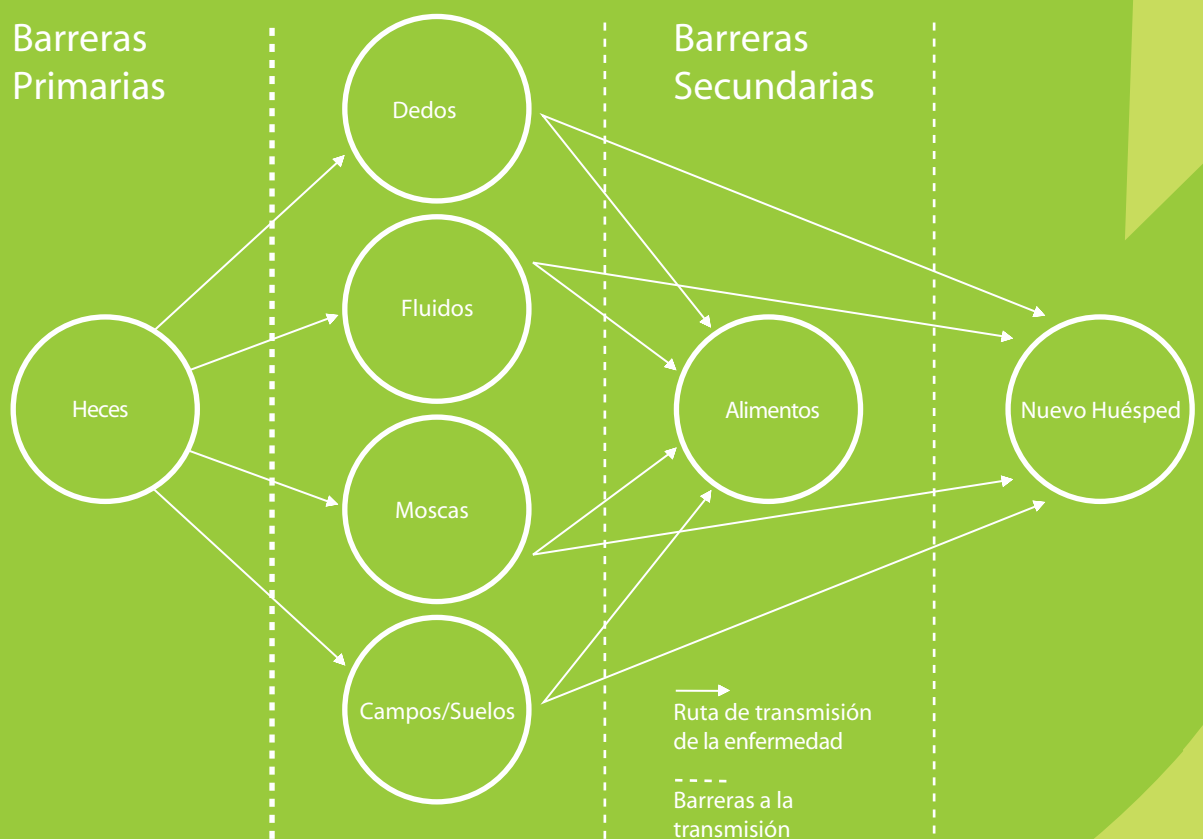 Barreras
Primarias
Barreras
Secundarias
Dedos
Fluidos
Heces
Alimentos
Nuevo Huésped
Moscas
Campos/Suelos
Ruta de transmisión
de la enfermedad
Barreras a la
transmisión